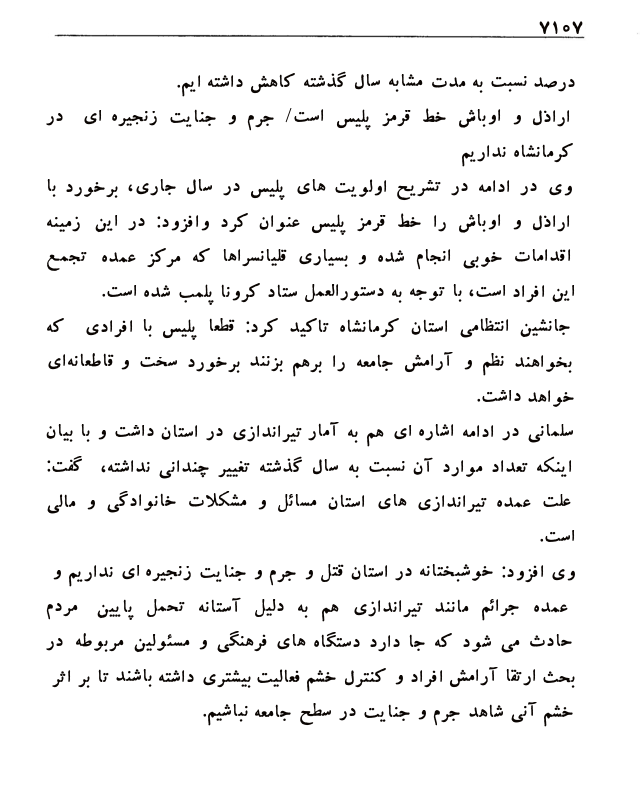 ۷۱۰۷
درصد نسبت به مدت مشابه سال گذشته کاهش داشته ایم.
اراذل و اوباش خط قرمز پلیس است/ جرم و جنایت زنجیره ای در
کرمانشاه نداریم
وی در ادامه در تشریح اولویت های پلیس در سال جاری، برخورد با
اراذل و اوباش را خط قرمز پلیس عنوان کرد وافزود: در این زمینه
اقدامات خوبی انجام شده و بسیاری قلیانسراها که مرکز عمده تجمع
این افراد است، با توجه به دستورالعمل ستاد کرونا پلمب شده است.
جانشین انتظامی استان کرمانشاه تاکید کرد: قطعا پلیس با افرادی که
بخواهند نظم و آرامش جامعه را برهم بزنند برخورد سخت و قاطعانه‌ای
خواهد داشت.
سلمانی در ادامه اشاره ای هم به آمار تیراندازی در استان داشت و با بیان
اینکه تعداد موارد آن نسبت به سال گذشته تغییر چندانی نداشته، گفت:
علت عمده تیراندازی های استان مسائل و مشکلات خانوادگی و مالی
است.
وی افزود: خوشبختانه در استان قتل و جرم و جنایت زنجیره ای نداریم و
عمده جرائم مانند تیراندازی هم به دلیل آستانه تحمل پایین مردم
حادث می شود که جا دارد دستگاه های فرهنگی و مسئولین مربوطه در
بحث ارتقا آرامش افراد و کنترل خشم فعالیت بیشتری داشته باشند تا بر اثر
خشم آنی شاهد جرم و جنایت در سطح جامعه نباشیم.